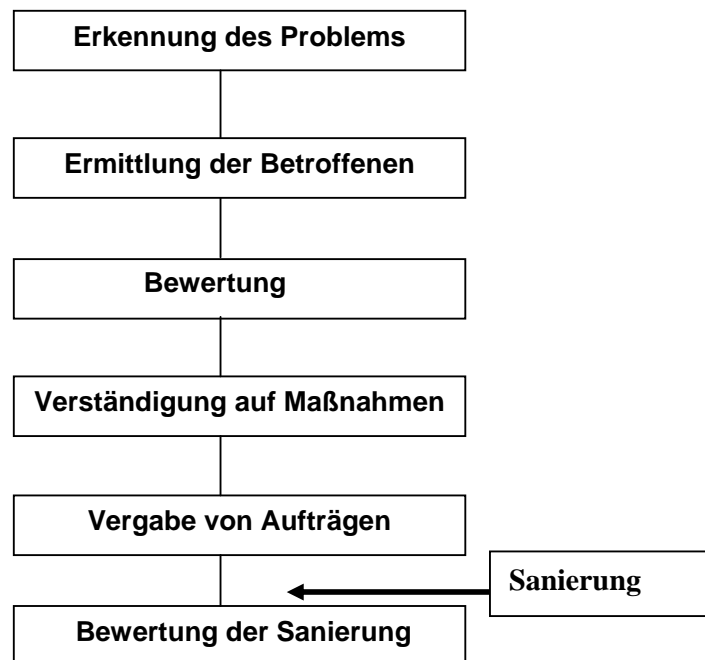 Erkennung des Problems
Ermittlung der Betroffenen
Bewertung
Verständigung auf Maßnahmen
Vergabe von Aufträgen
Sanierung
Bewertung der Sanierung